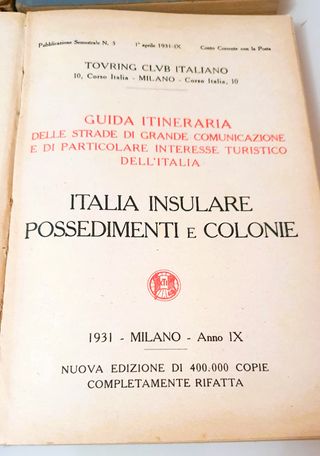 Pubblicazione Semestrale N. 5 1° aprile 1931-IX Conto Corrente con la Posta
TOVRING CLVB ITALIANO
10, Corso Italia - MILANO - Corso Italia, 10
GUIDA ITINERARIA
DELLE STRADE DI GRANDE COMUNICAZIONE
E DI PARTICOLARE INTERESSE TURISTICO
DELL'ITALIA
ITALIA INSULARE
POSSEDIMENTI E COLONIE
1931 - MILANO - Anno IX
NUOVA EDIZIONE DI 400.000 COPIE
COMPLETAMENTE RIFATTA